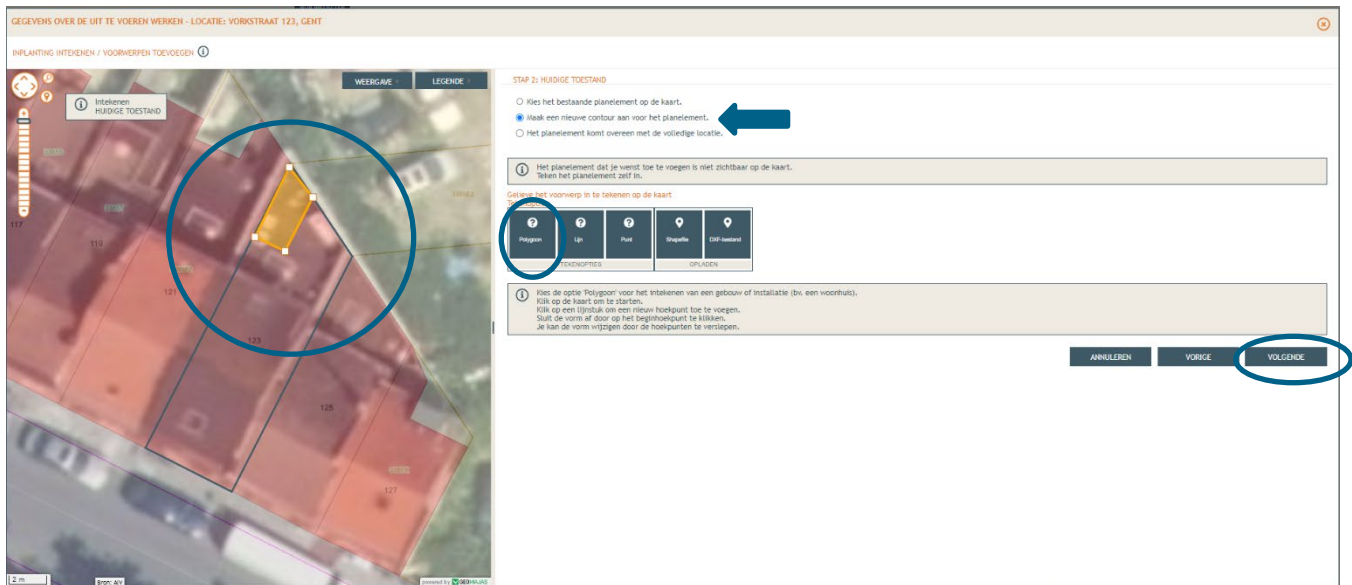 GEGEVENS OVER DE UIT TE VOEREN WERKEN - LOCATIE: VORKSTRAAT 123, GENT
INPLANTING INTEKENEN / VOORWERPEN TOEVOEGEN
WEERGAVE
LEGENDE
Intekenen
HUIDIGE TOESTAND
117
119
121
123
125
127
2 m
Bron: AIV
powered by GEOMAJAS
STAP 2: HUIDIGE TOESTAND
Kies het bestaande planelement op de kaart.
Maak een nieuwe contour aan voor het planelement.
Het planelement komt overeen met de volledige locatie.
Het planelement dat je wenst toe te voegen is niet zichtbaar op de kaart.
Teken het planelement zelf in.
Gelieve het voorwerp in te tekenen op de kaart
Polygoon
Lijn
Punt
Shapefile
DXF-bestand
TEKENOPTIES
OPLADEN
Kies de optie 'Polygoon' voor het intekenen van een gebouw of installatie (bv. een woonhuis).
Klik op de kaart om te starten.
Klik op een lijnstuk om een nieuw hoekpunt toe te voegen.
Sluit de vorm af door op het beginhoekpunt te klikken.
Je kan de vorm wijzigen door de hoekpunten te verslepen.
ANNULEREN
VORIGE
VOLGENDE